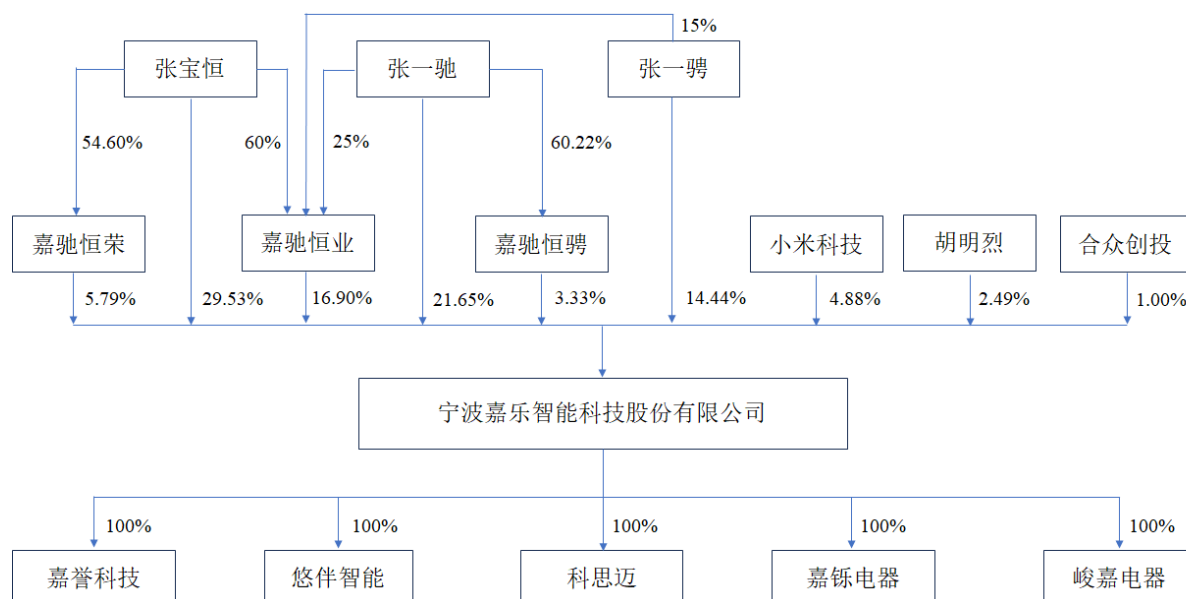 15%
张宝恒
张一驰
张一骋
54.60%
60%
25%
60.22%
嘉驰恒荣
嘉驰恒业
嘉驰恒骋
小米科技
胡明烈
合众创投
5.79%
29.53%
16.90%
21.65%
3.33%
14.44%
4.88%
2.49%
1.00%
宁波嘉乐智能科技股份有限公司
100%
100%
100%
100%
100%
嘉誉科技
悠伴智能
科思迈
嘉铄电器
峻嘉电器